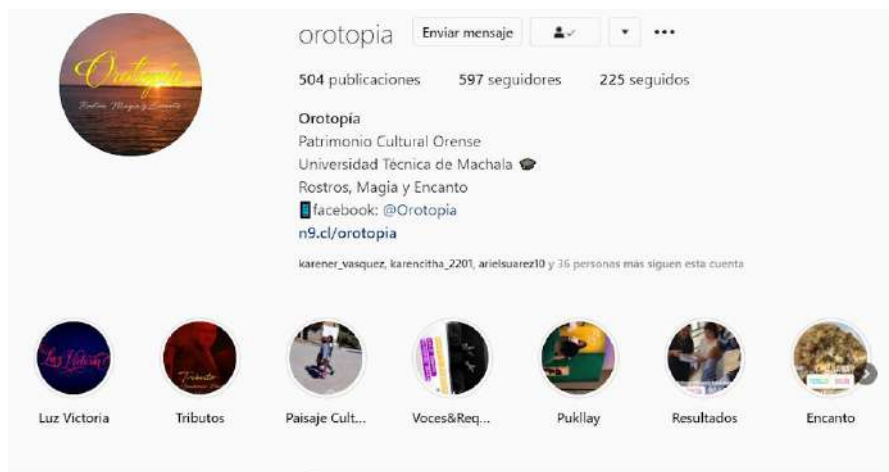 orotopia Enviar mensaje
504 publicaciones 597 seguidores 225 seguidos
Orotopía
Patrimonio Cultural Orense
Universidad Técnica de Machala
Rostros, Magia y Encanto
facebook: @Orotopia
n9.cl/orotopia
karener_vasquez, karencitha_2201, arielsuarez10 y 36 personas más siguen esta cuenta
Orotopía
Rostros, Magia y Encanto
Luz Victoria
Tributo
Luz Victoria Tributos Paisaje Cult... Voces&Req... Pukllay Resultados Encanto